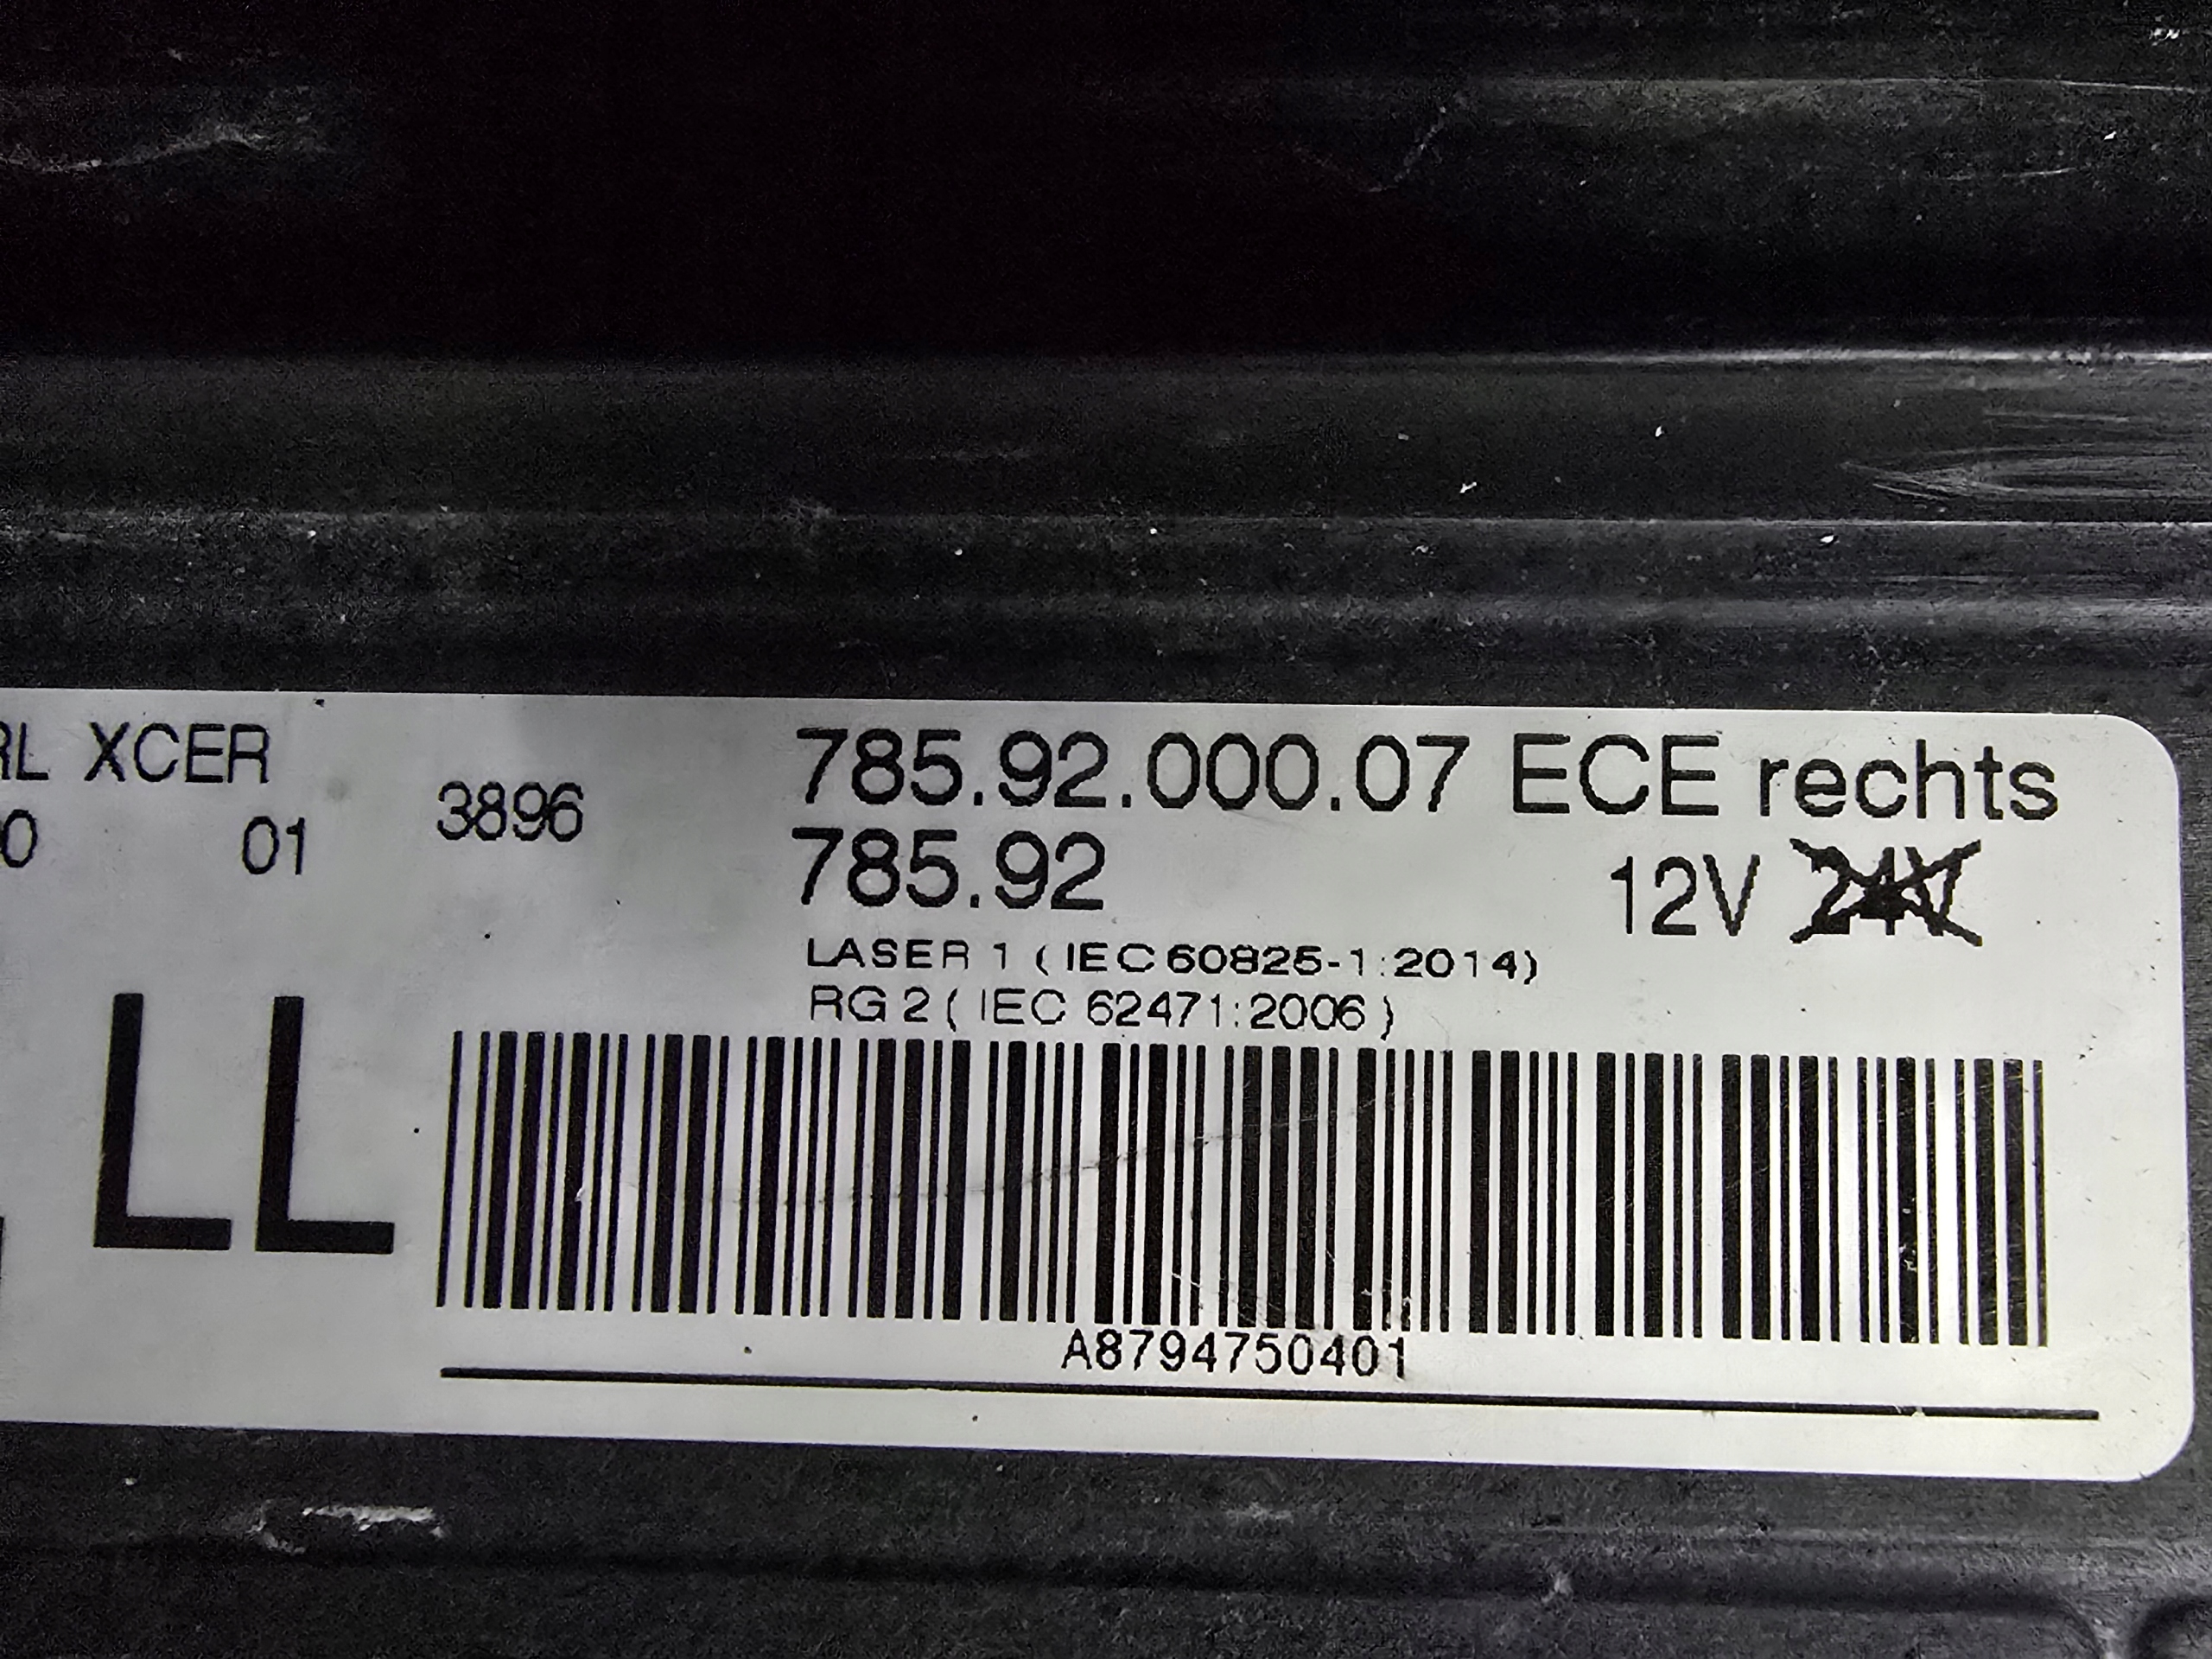 RL XCER
0 01 3896
785.92.000.07 ECE rechts
785.92
12V 24V
LASER 1 (IEC 60825-1:2014)
RG 2 ( IEC 62471:2006 )
LL
A8794750401